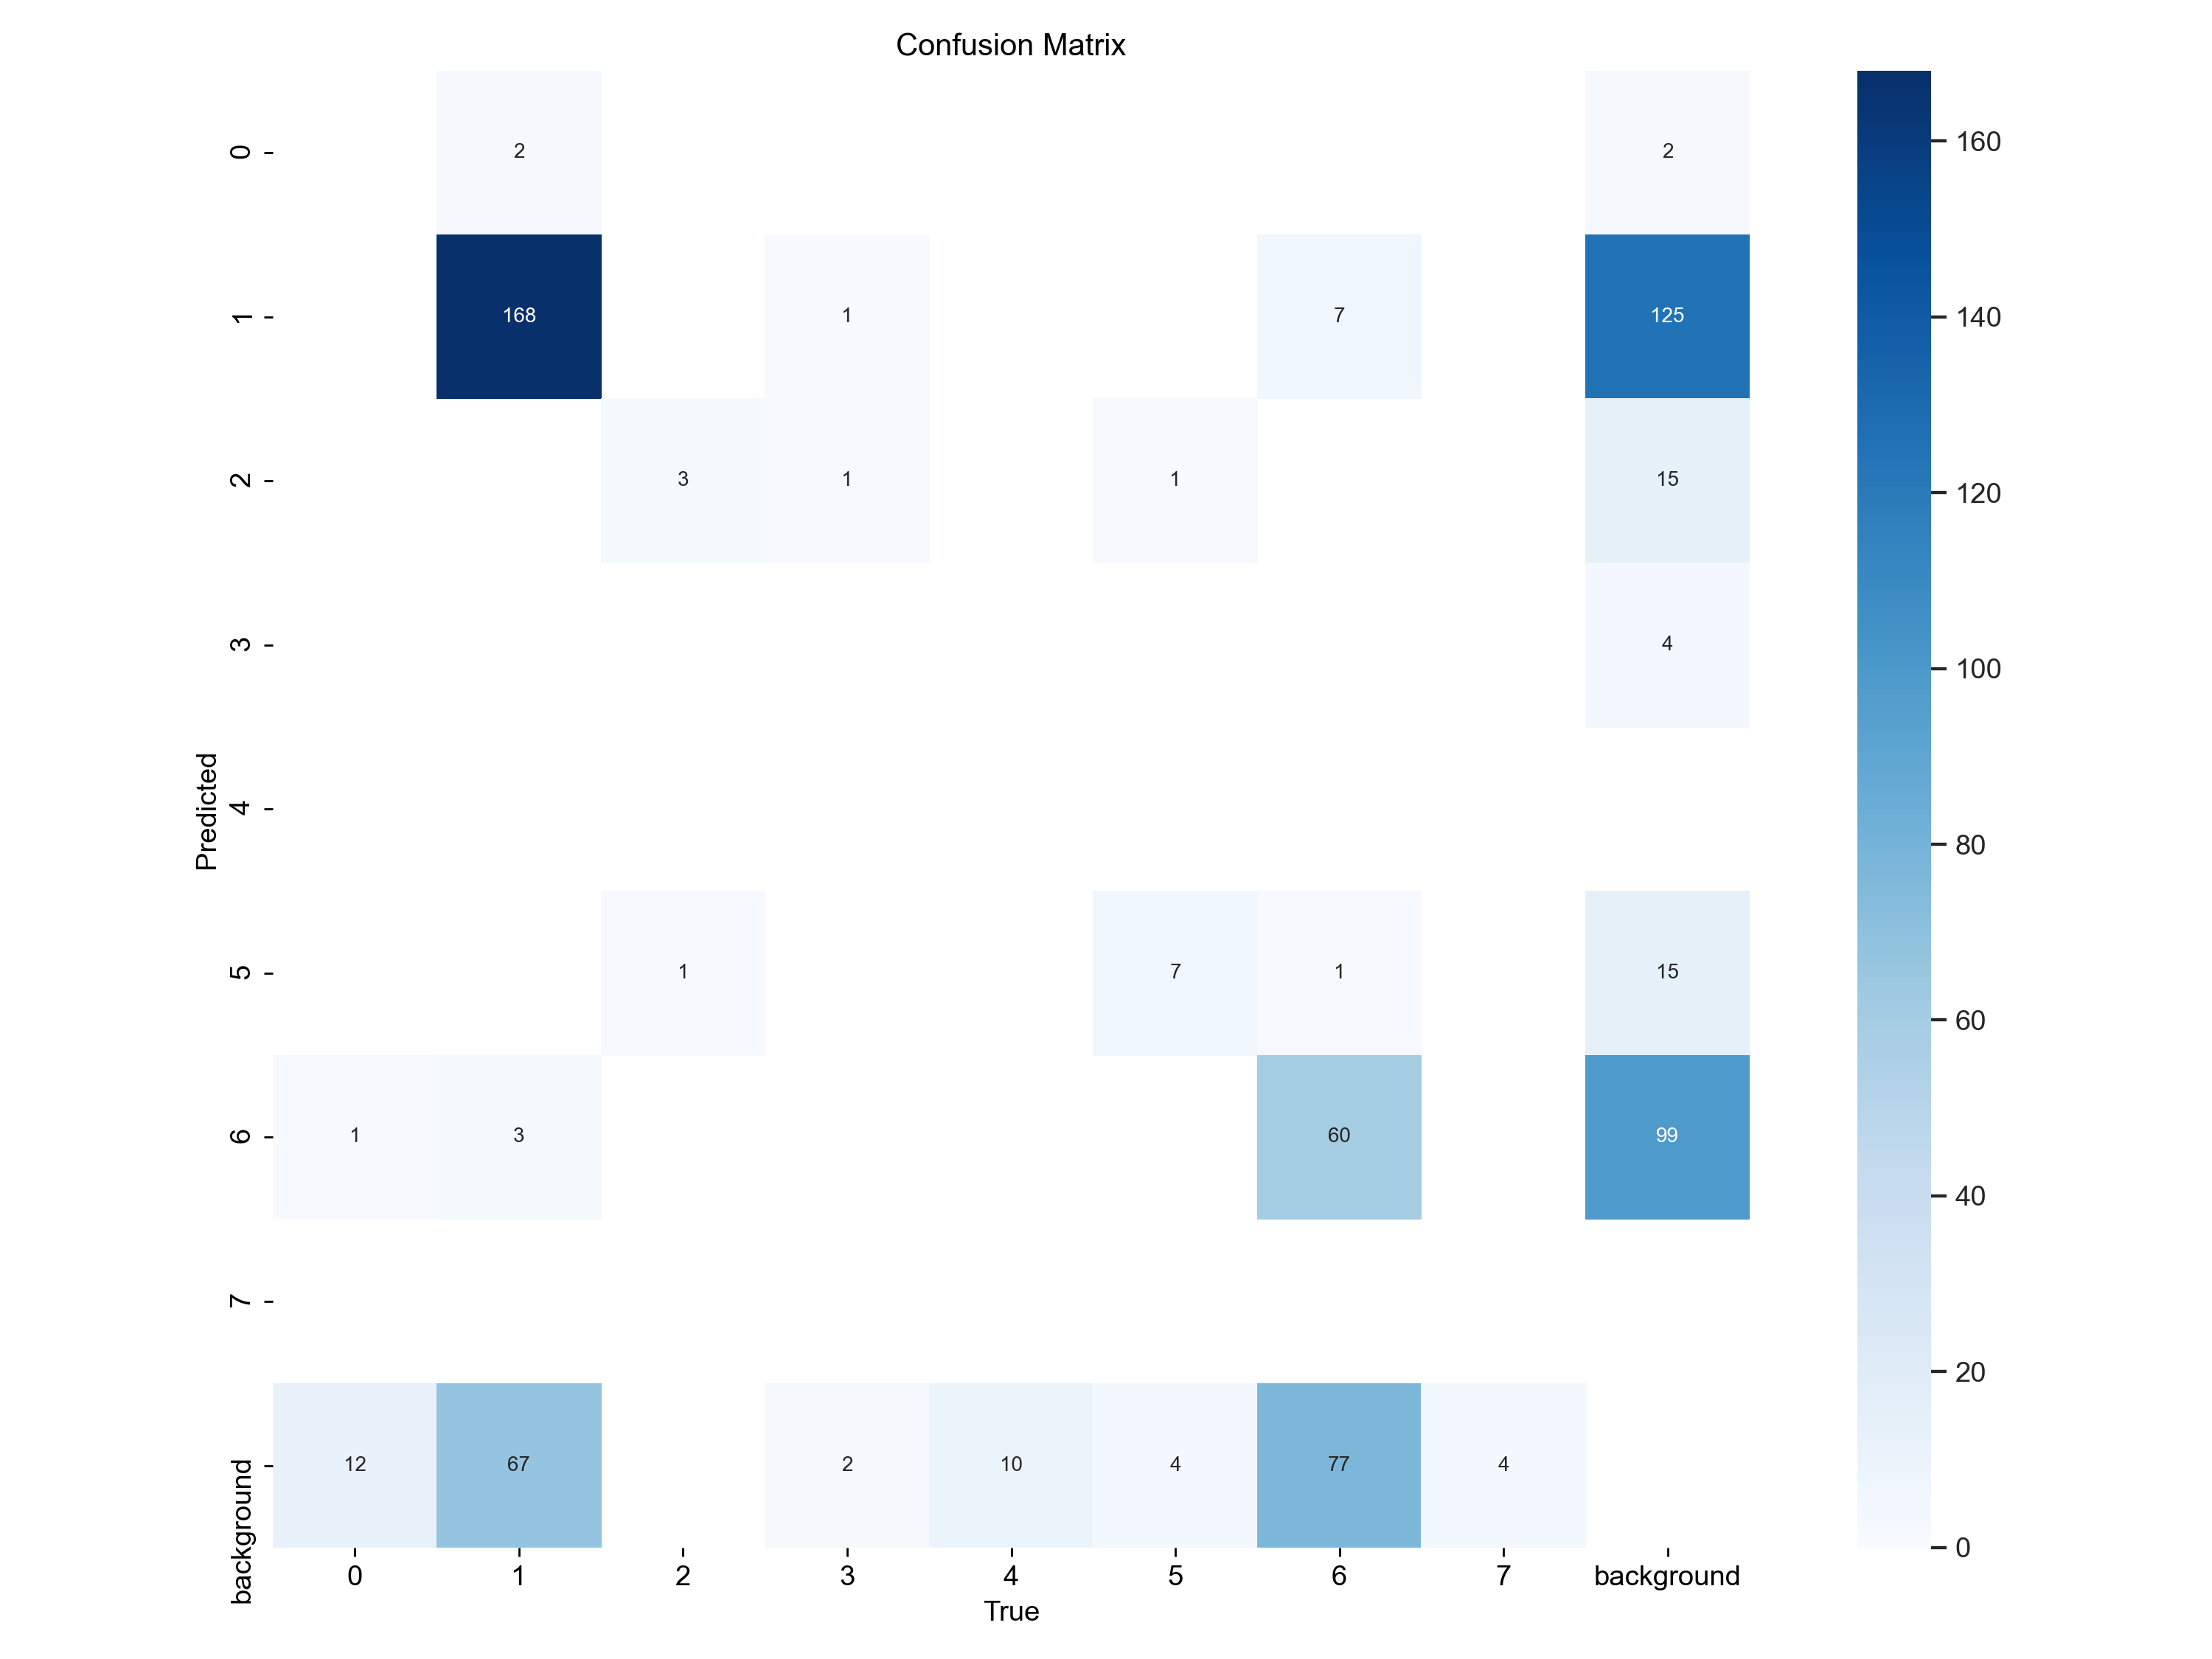 Confusion Matrix
0 2 2 160
1 168 1 7 125 140
2 3 1 1 15 120
3 4 100
Predicted
4 80
5 1 7 1 15 60
6 1 3 60 99 40
7 20
background 12 67 2 10 4 77 4 0
0 1 2 3 4 5 6 7 background
True